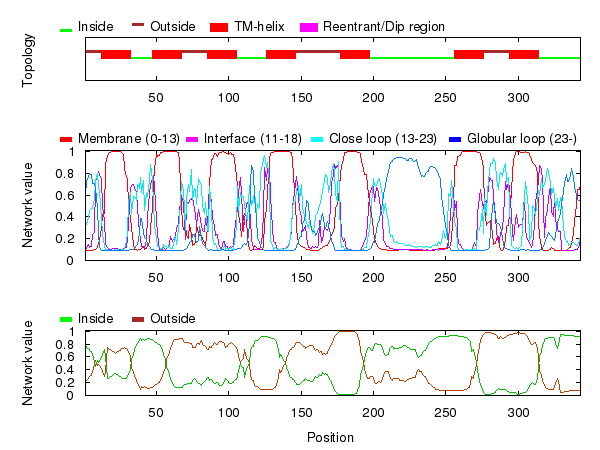 Inside Outside TM-helix Reentrant/Dip region
Topology
50 100 150 200 250 300
Membrane (0-13) Interface (11-18) Close loop (13-23) Globular loop (23-)
Network value
1
0.8
0.6
0.4
0.2
0
50 100 150 200 250 300
Inside Outside
Network value
1
0.8
0.6
0.4
0.2
0
50 100 150 200 250 300
Position